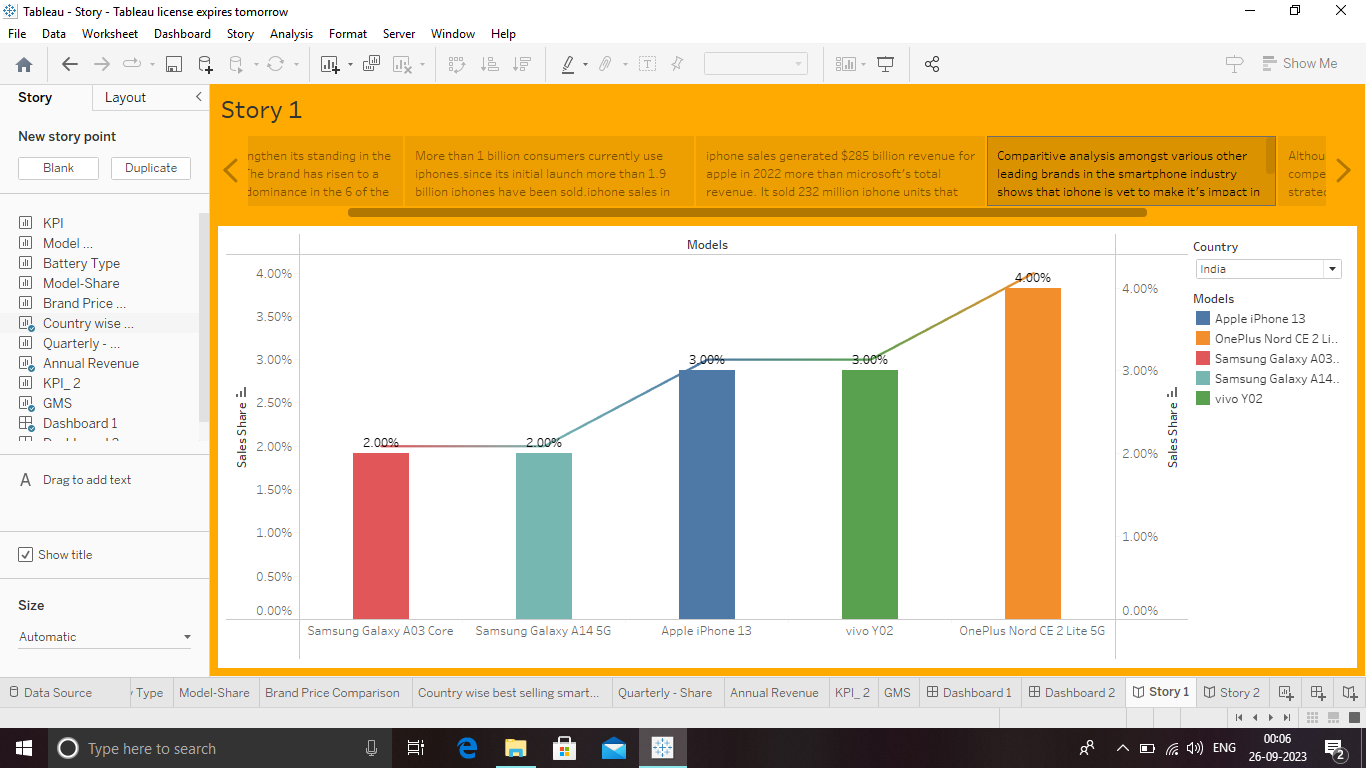 Tableau - Story - Tableau license expires tomorrow
File Data Worksheet Dashboard Story Analysis Format Server Window Help
Show Me
Story Layout
New story point
Blank Duplicate
KPI
Model ...
Battery Type
Model-Share
Brand Price ...
Country wise ...
Quarterly - ...
Annual Revenue
KPI_ 2
GMS
Dashboard 1
A Drag to add text
Show title
Size
Automatic
Story 1
ngthen its standing in the
The brand has risen to a
dominance in the 6 of the
More than 1 billion consumers currently use
iphones.since its initial launch more than 1.9
billion iphones have been sold.iphone sales in
iphone sales generated $285 billion revenue for
apple in 2022 more than microsoft's total
revenue. It sold 232 million iphone units that
Comparitive analysis amongst various other
leading brands in the smartphone industry
shows that iphone is yet to make it's impact in
Althou
compe
strateg
Models
Sales Share
4.00%
3.50%
3.00%
2.50%
2.00%
1.50%
1.00%
0.50%
0.00%
2.00%
2.00%
3.00%
3.00%
4.00%
Samsung Galaxy A03 Core
Samsung Galaxy A14 5G
Apple iPhone 13
vivo Y02
OnePlus Nord CE 2 Lite 5G
4.00%
3.00%
2.00%
1.00%
0.00%
Sales Share
Country
India
Models
Apple iPhone 13
OnePlus Nord CE 2 Li..
Samsung Galaxy A03..
Samsung Galaxy A14..
vivo Y02
Data Source y Type Model-Share Brand Price Comparison Country wise best selling smart... Quarterly - Share Annual Revenue KPI_ 2 GMS Dashboard 1 Dashboard 2 Story 1 Story 2
Type here to search
ENG
00:06
26-09-2023
2